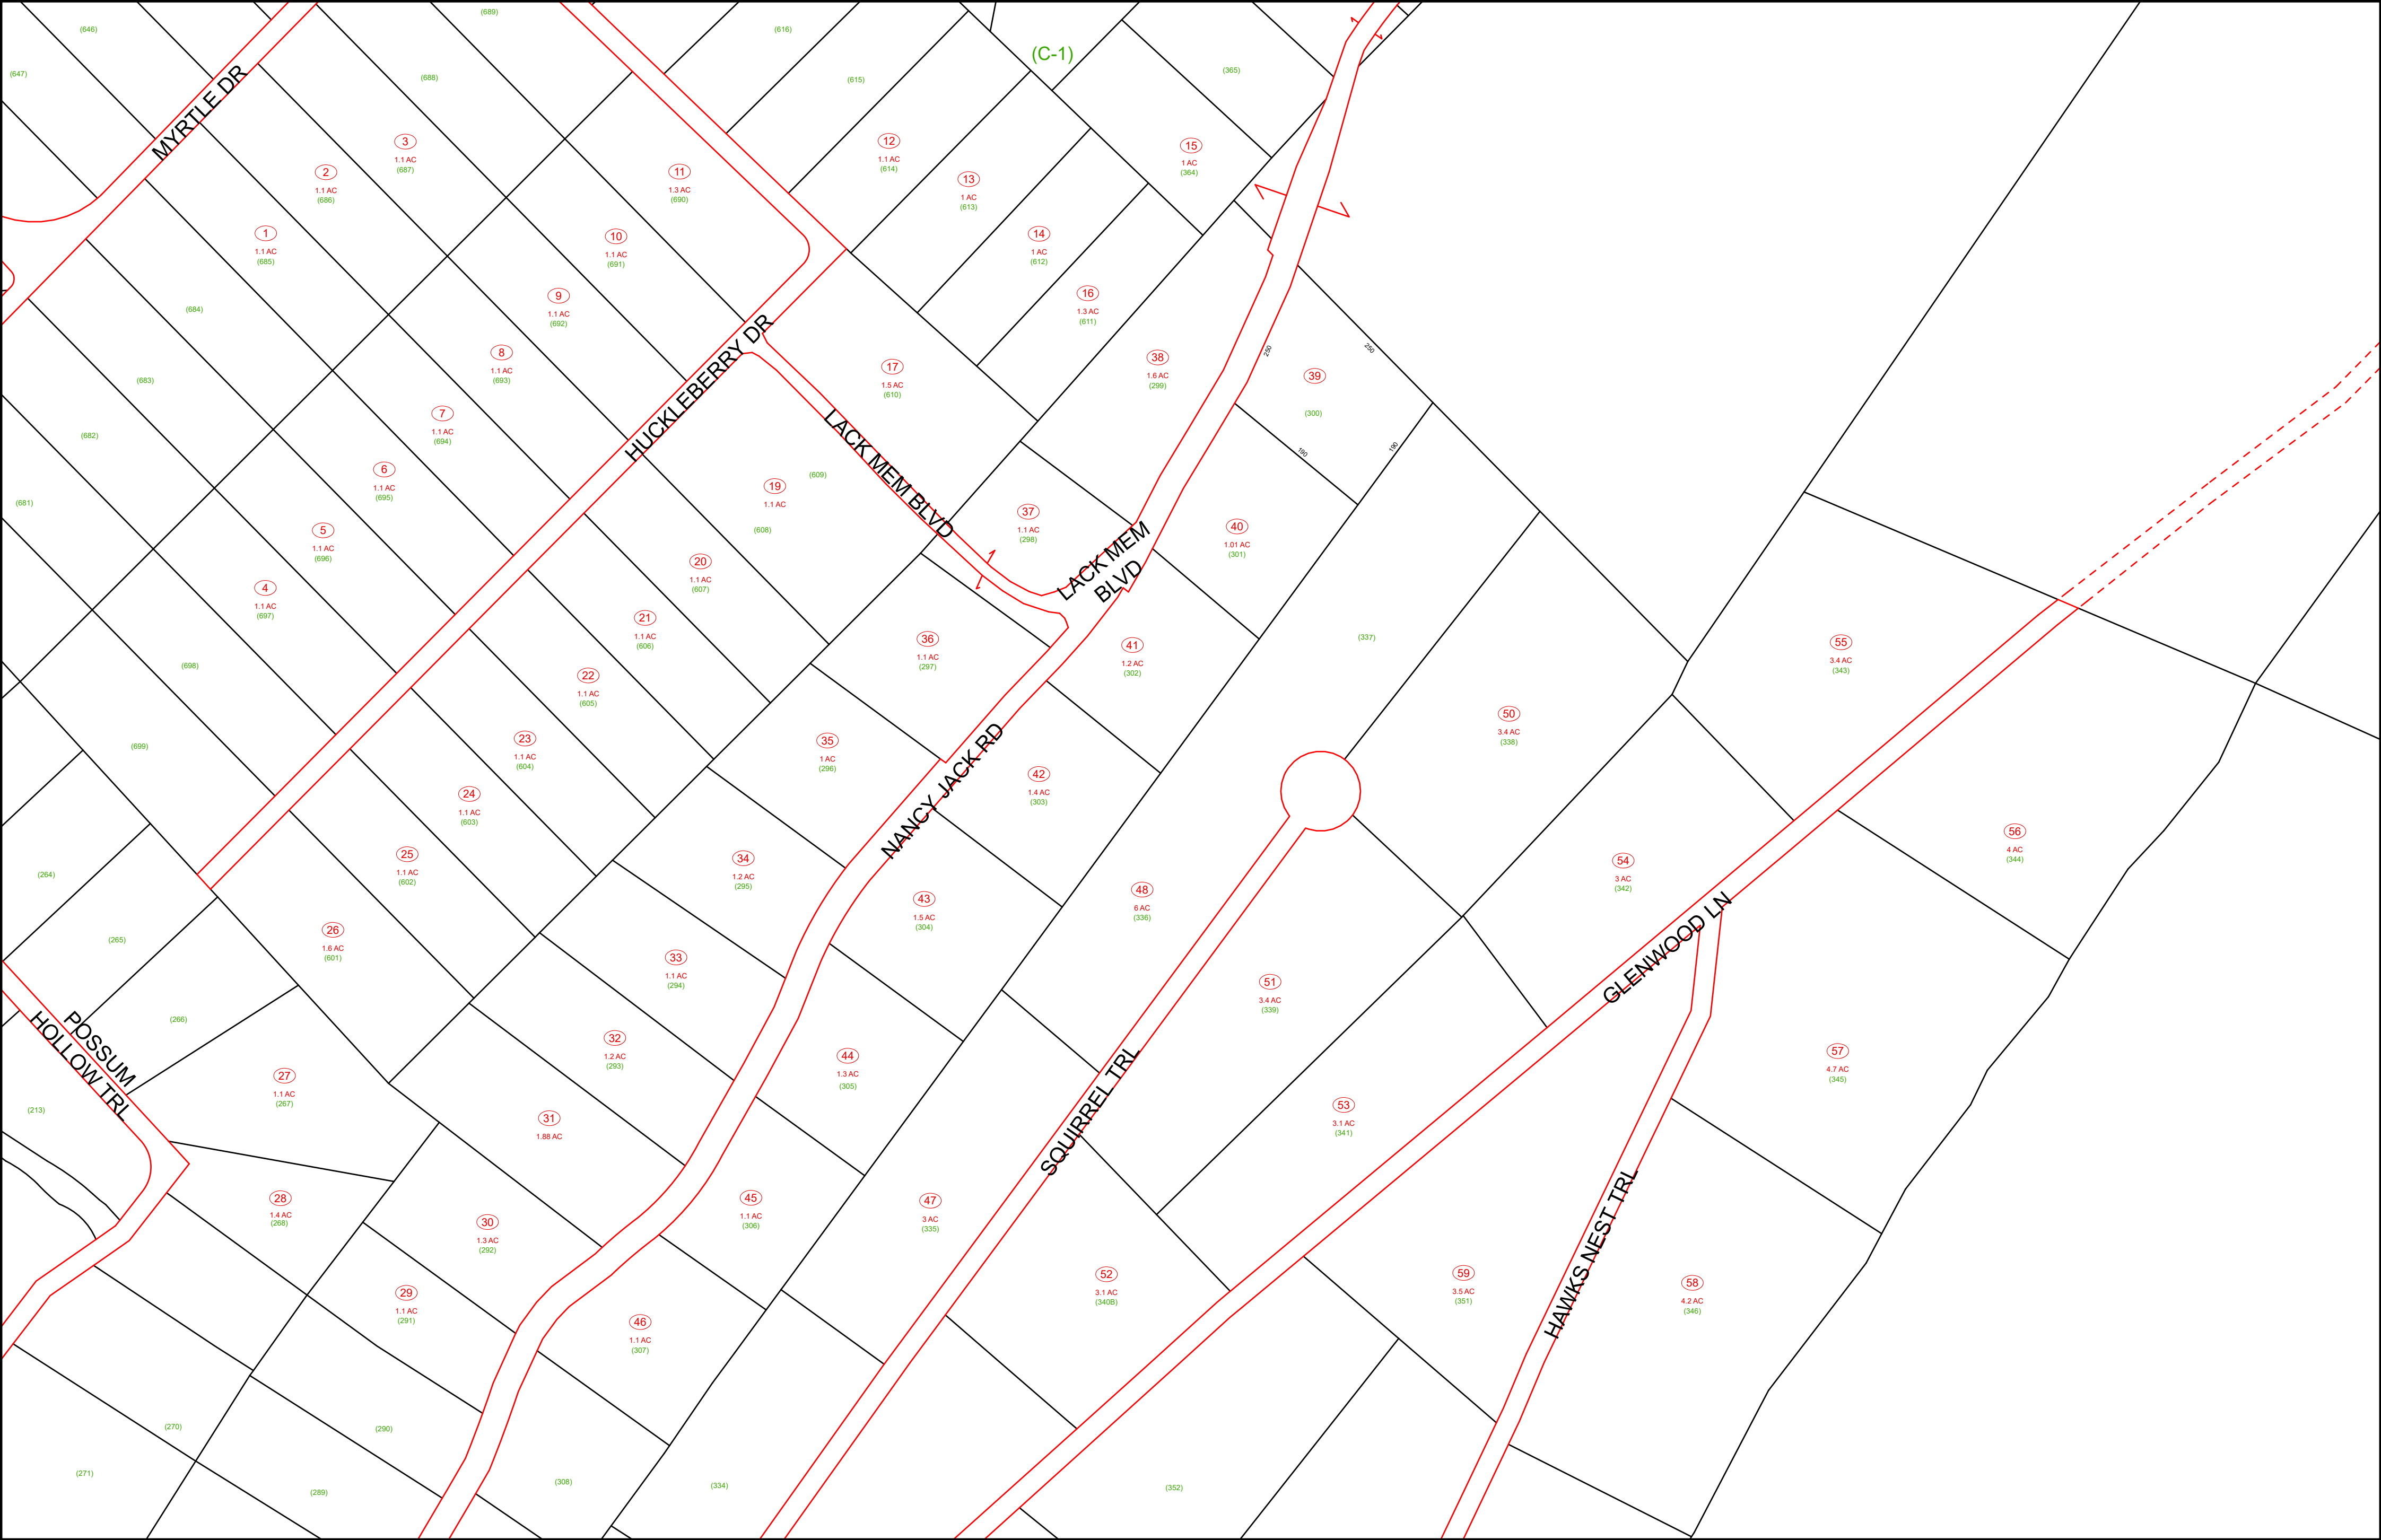 (646)
(689)
(616)
(C-1)
(647)
(688)
(615)
(365)
MYRTLE DR
3
1.1 AC
(687)
12
1.1 AC
(614)
15
1 AC
(364)
2
1.1 AC
(686)
11
1.3 AC
(690)
13
1 AC
(613)
1
1.1 AC
(685)
10
1.1 AC
(691)
14
1 AC
(612)
9
1.1 AC
(692)
16
1.3 AC
(611)
(684)
8
1.1 AC
(693)
HUCKLEBERRY DR
17
1.5 AC
(610)
38
1.6 AC
(299)
250
250
39
(300)
(683)
7
1.1 AC
(694)
(682)
LACK MEM BLVD
190
190
6
1.1 AC
(695)
(609)
19
1.1 AC
(608)
(681)
5
1.1 AC
(696)
37
1.1 AC
(298)
40
1.01 AC
(301)
LACK MEM
BLVD
20
1.1 AC
(607)
4
1.1 AC
(697)
21
1.1 AC
(606)
36
1.1 AC
(297)
41
1.2 AC
(302)
(337)
55
3.4 AC
(343)
(698)
22
1.1 AC
(605)
50
3.4 AC
(338)
(699)
23
1.1 AC
(604)
35
1 AC
(296)
NANCY JACK RD
42
1.4 AC
(303)
24
1.1 AC
(603)
56
4 AC
(344)
(264)
25
1.1 AC
(602)
34
1.2 AC
(295)
54
3 AC
(342)
43
1.5 AC
(304)
48
6 AC
(336)
GLENWOOD LN
(265)
26
1.6 AC
(601)
33
1.1 AC
(294)
51
3.4 AC
(339)
(266)
POSSUM
HOLLOW TRL
32
1.2 AC
(293)
44
1.3 AC
(305)
57
4.7 AC
(345)
27
1.1 AC
(267)
SQUIRREL TRL
53
3.1 AC
(341)
(213)
31
1.88 AC
28
1.4 AC
(268)
45
1.1 AC
(306)
47
3 AC
(335)
HAWKS NEST TRL
30
1.3 AC
(292)
52
3.1 AC
(340B)
59
3.5 AC
(351)
58
4.2 AC
(346)
29
1.1 AC
(291)
46
1.1 AC
(307)
(270)
(290)
(271)
(308)
(334)
(352)
(289)